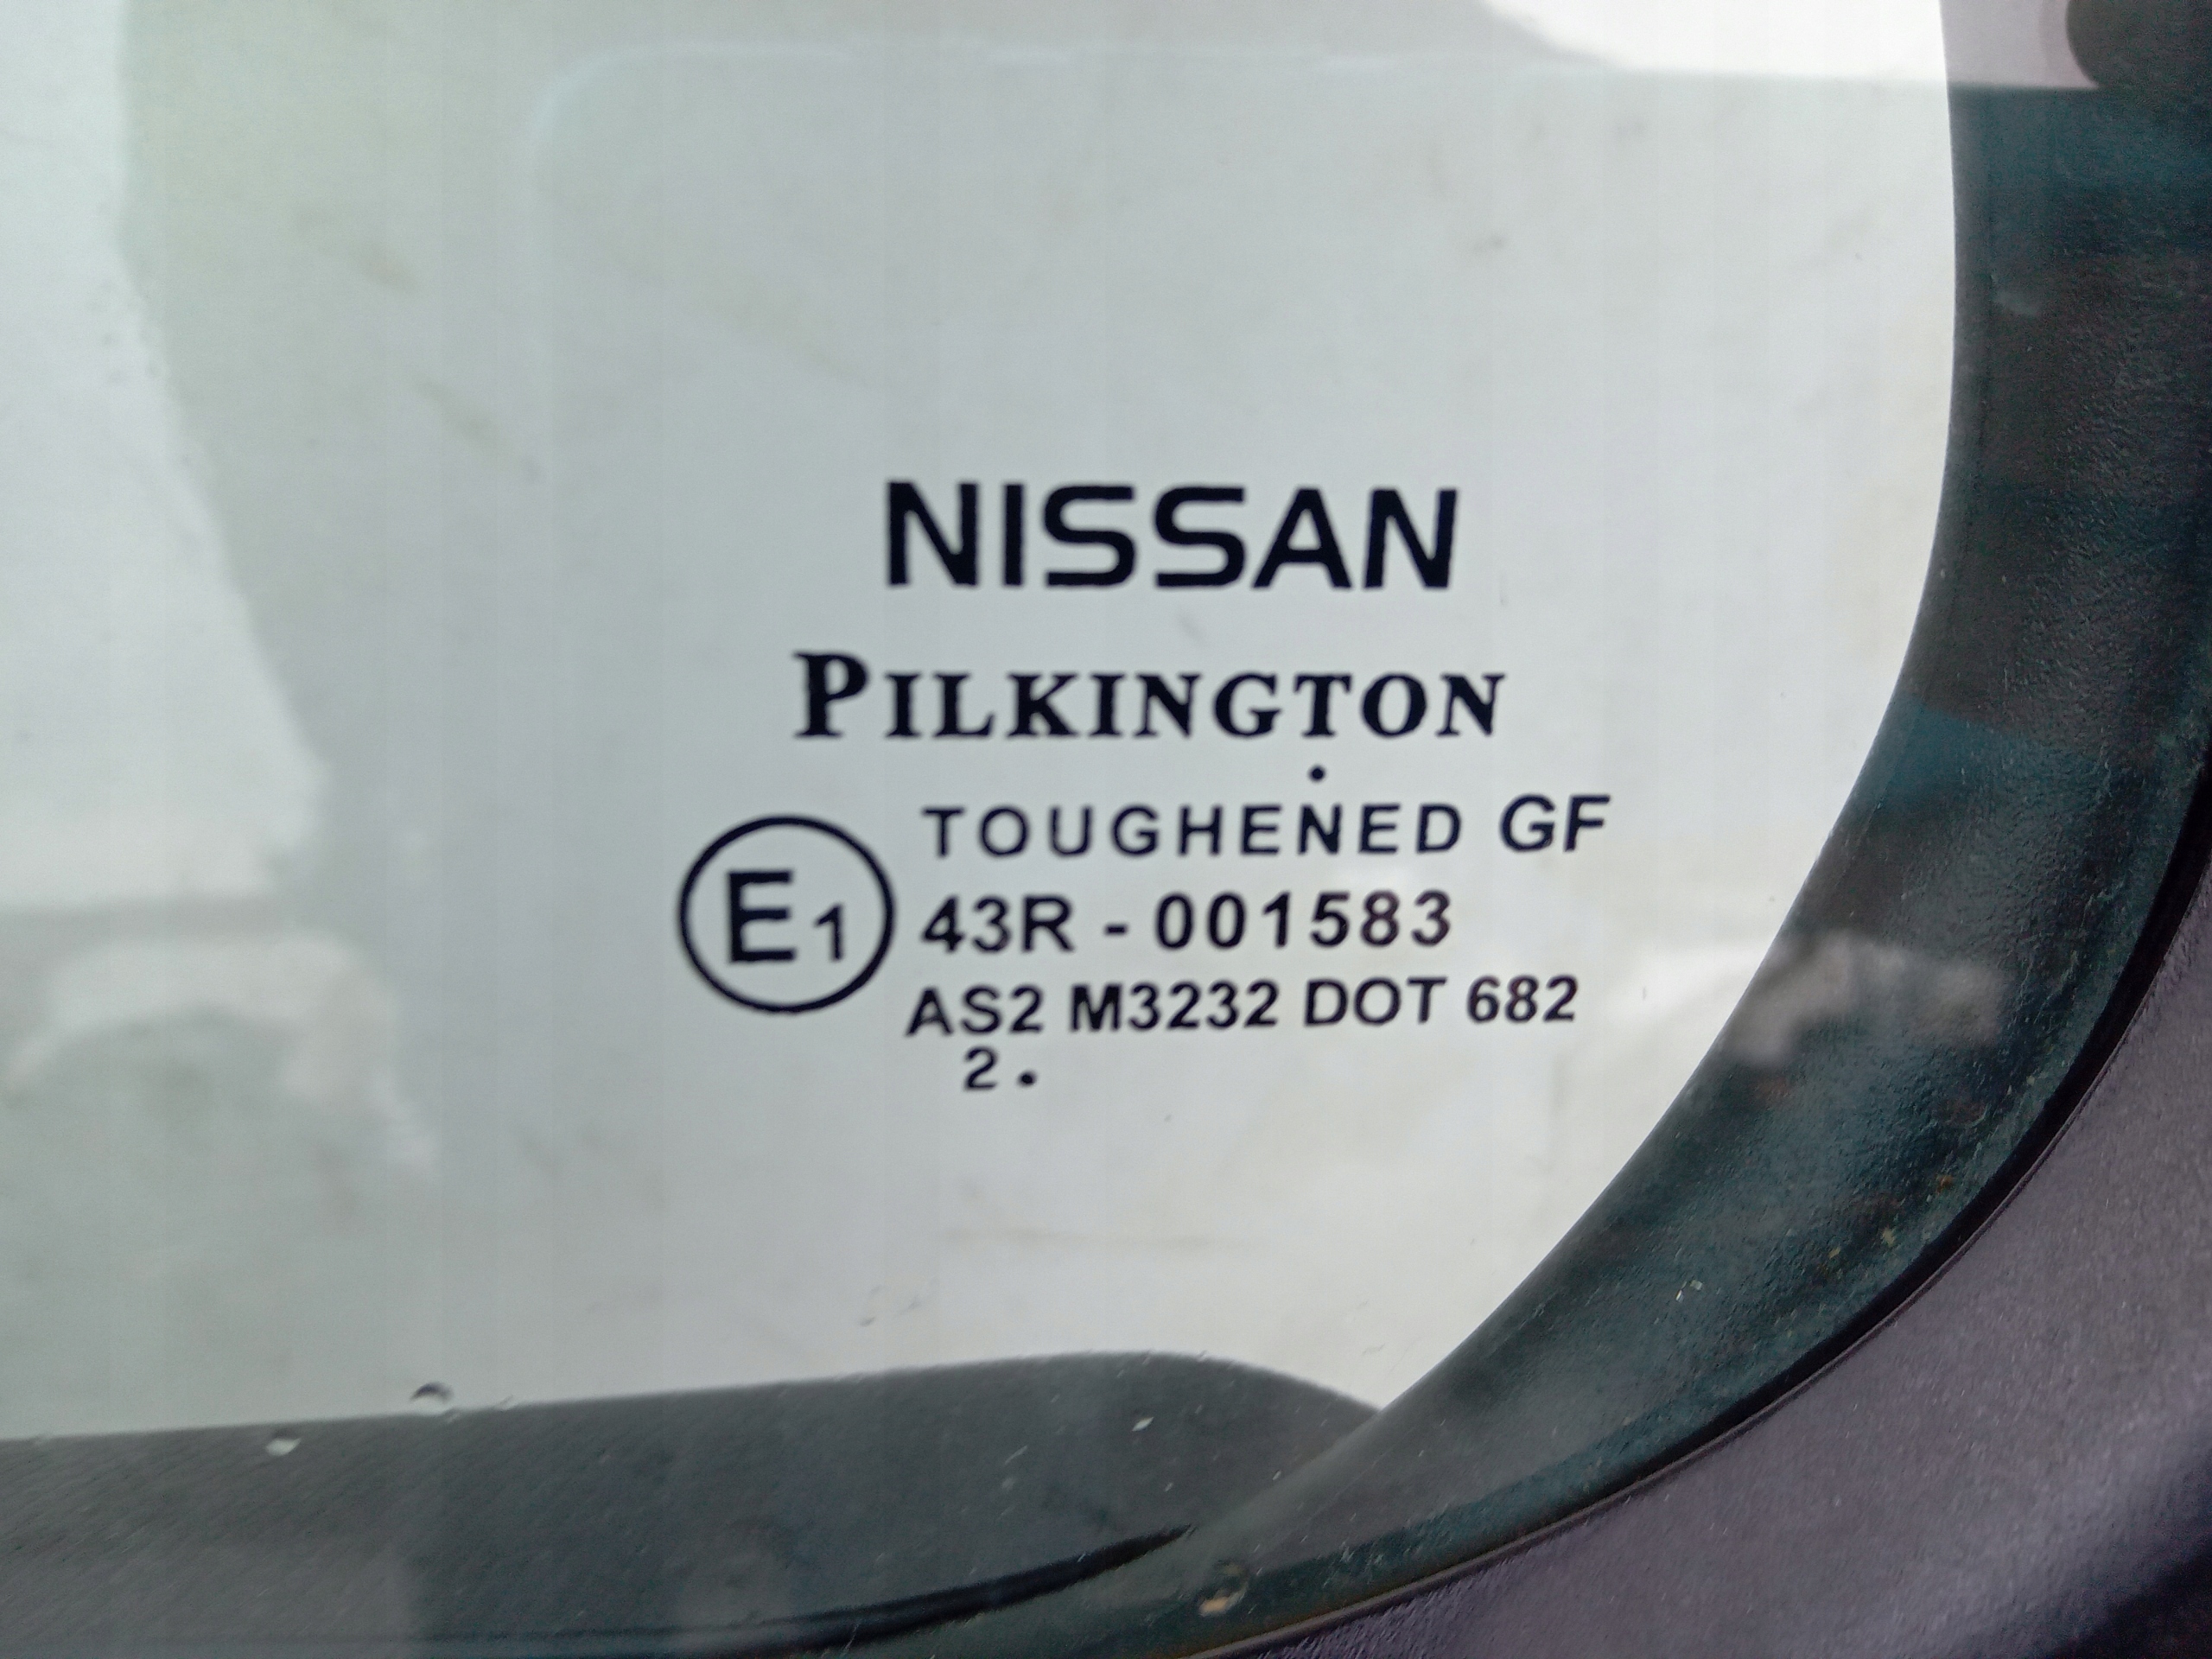 NISSAN
PILKINGTON
.
TOUGHENED GF
E1 43R - 001583
AS2 M3232 DOT 682
2 .